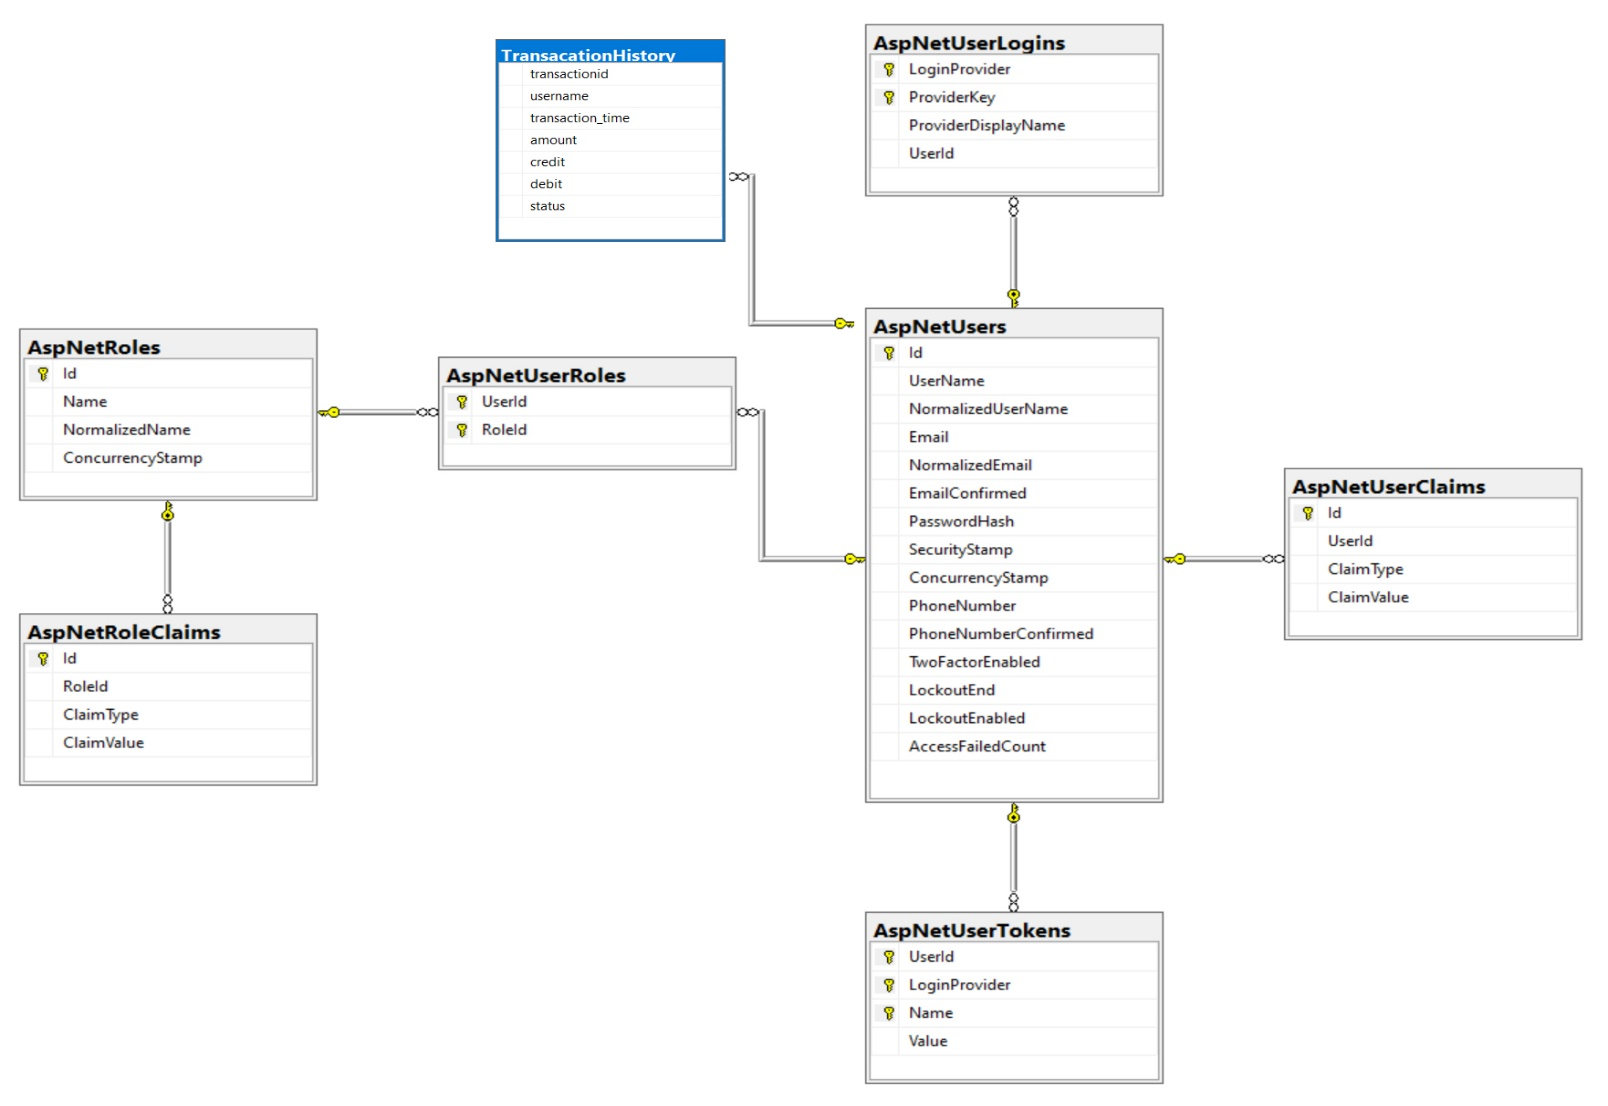 TransacationHistory
transactionid
username
transaction_time
amount
credit
debit
status
AspNetUserLogins
LoginProvider
ProviderKey
ProviderDisplayName
UserId
AspNetRoles
Id
Name
NormalizedName
ConcurrencyStamp
AspNetUserRoles
UserId
RoleId
AspNetUsers
Id
UserName
NormalizedUserName
Email
NormalizedEmail
EmailConfirmed
PasswordHash
SecurityStamp
ConcurrencyStamp
PhoneNumber
PhoneNumberConfirmed
TwoFactorEnabled
LockoutEnd
LockoutEnabled
AccessFailedCount
AspNetUserClaims
Id
UserId
ClaimType
ClaimValue
AspNetRoleClaims
Id
RoleId
ClaimType
ClaimValue
AspNetUserTokens
UserId
LoginProvider
Name
Value